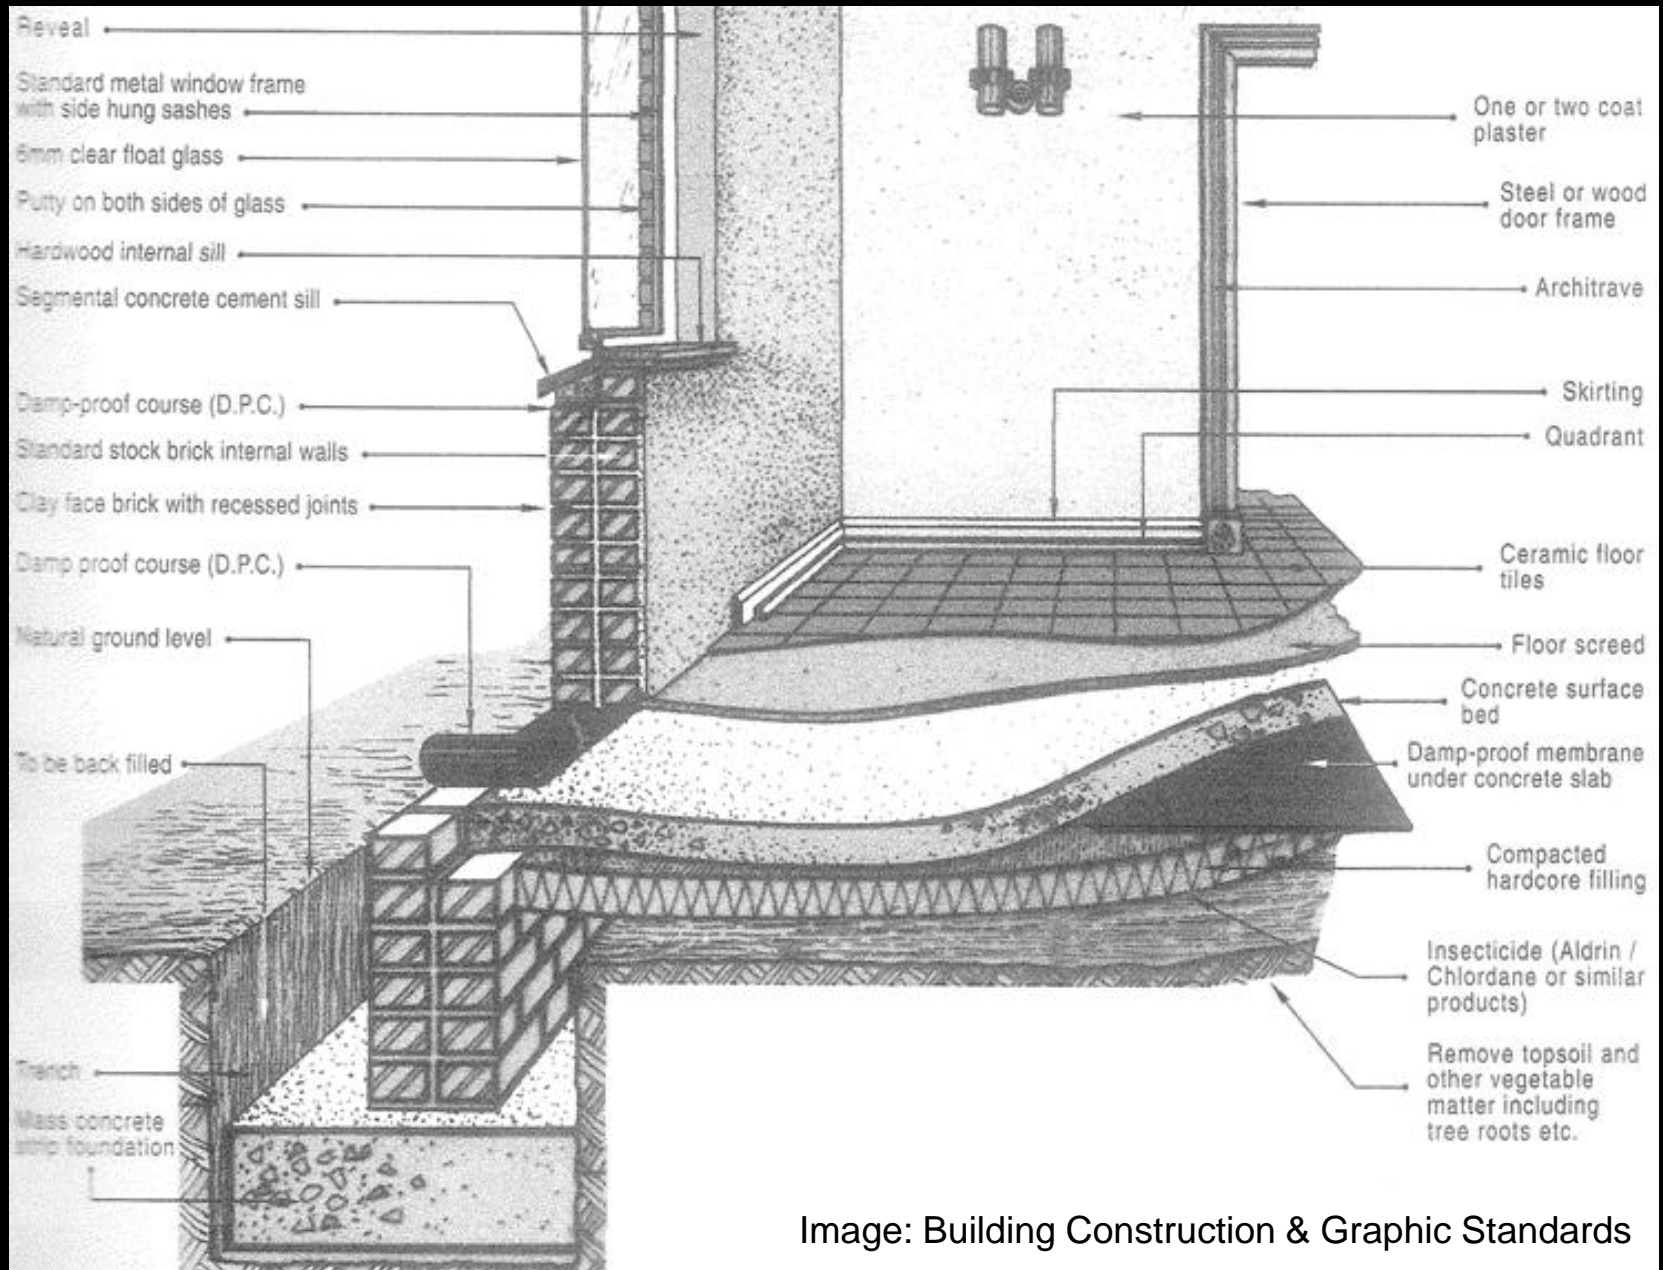 Reveal
Standard metal window frame
with side hung sashes
6mm clear float glass
Putty on both sides of glass
Hardwood internal sill
Segmental concrete cement sill
Damp-proof course (D.P.C.)
Standard stock brick internal walls
Clay face brick with recessed joints
Damp proof course (D.P.C.)
Natural ground level
To be back filled
Trench
Mass concrete
strip foundation
One or two coat
plaster
Steel or wood
door frame
Architrave
Skirting
Quadrant
Ceramic floor
tiles
Floor screed
Concrete surface
bed
Damp-proof membrane
under concrete slab
Compacted
hardcore filling
Insecticide (Aldrin /
Chlordane or similar
products)
Remove topsoil and
other vegetable
matter including
tree roots etc.
Image: Building Construction & Graphic Standards